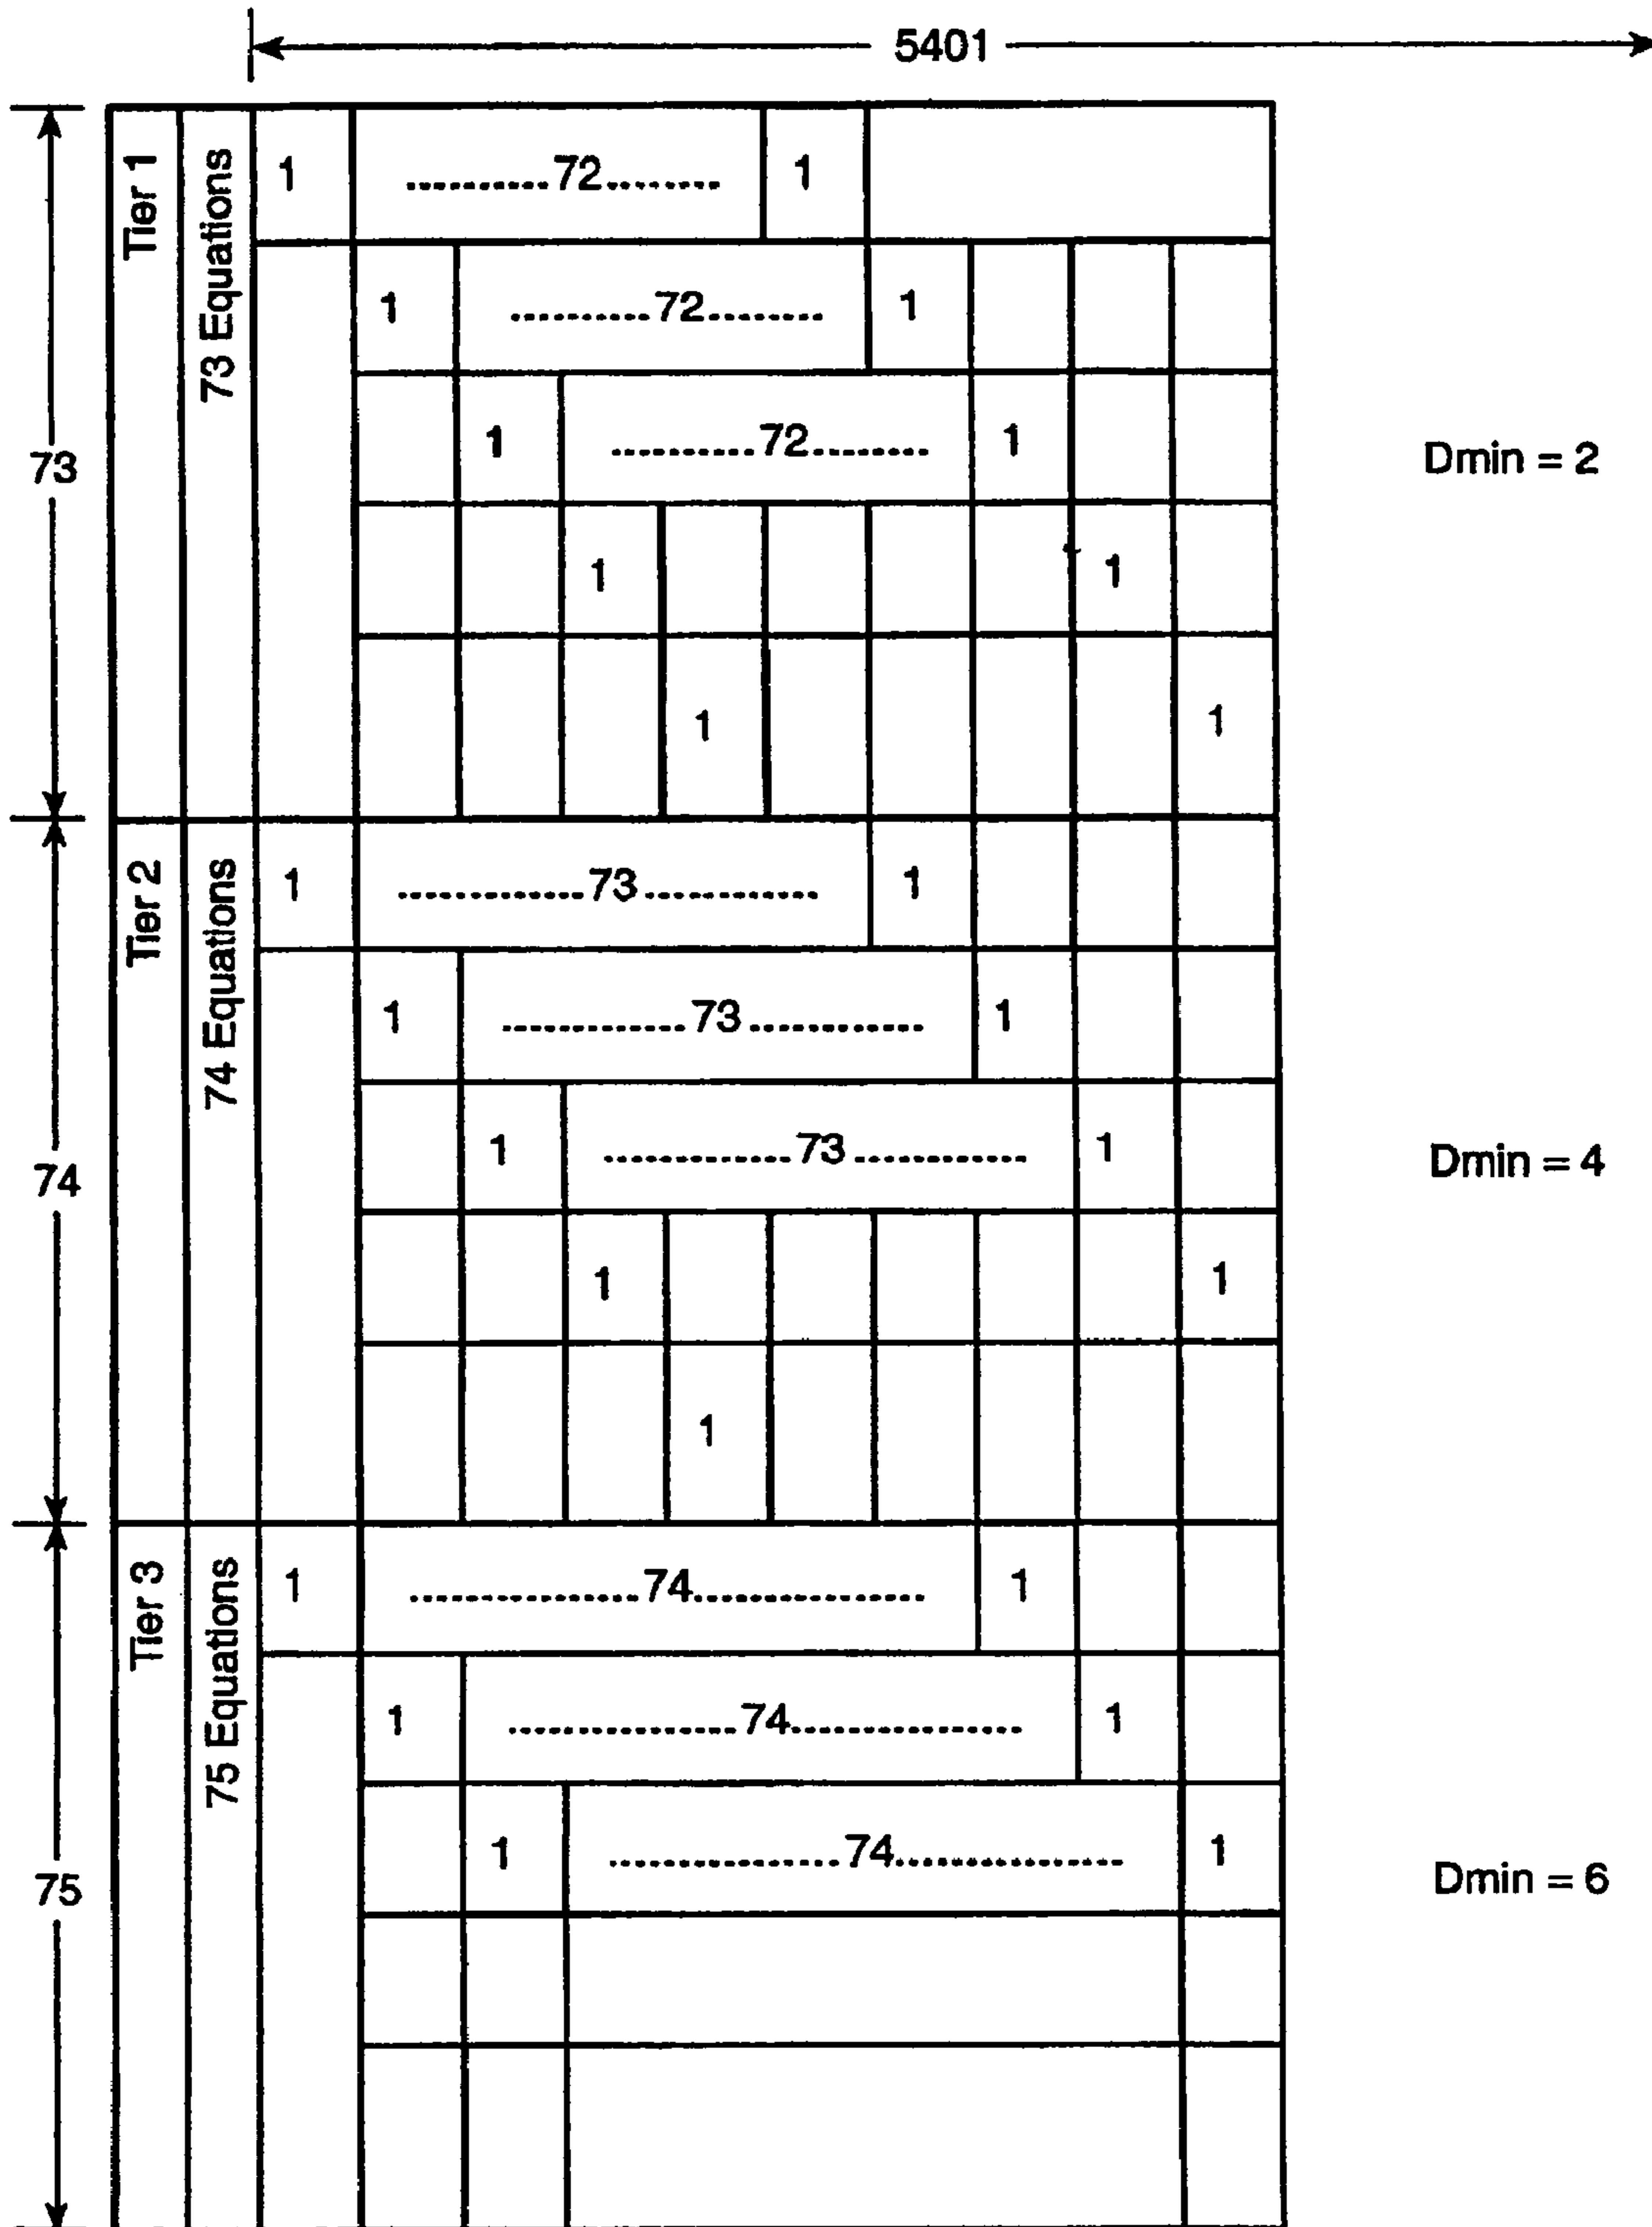 5401
Tier 1
73 Equations
1 .........72....... 1
1 .........72....... 1
1 .........72....... 1
73
Dmin = 2
1 1
1 1
Tier 2
74 Equations
1 ............73............ 1
1 ............73............ 1
1 ............73............ 1
74
Dmin = 4
1 1
1
Tier 3
75 Equations
1 ...............74............... 1
1 ...............74............... 1
1 ...............74............... 1
75
Dmin = 6